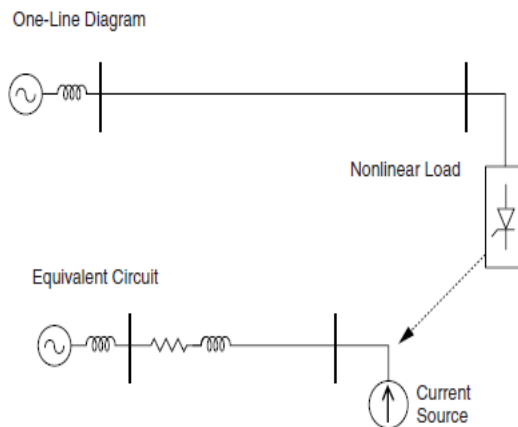 One-Line Diagram
Nonlinear Load
Equivalent Circuit
Current
Source